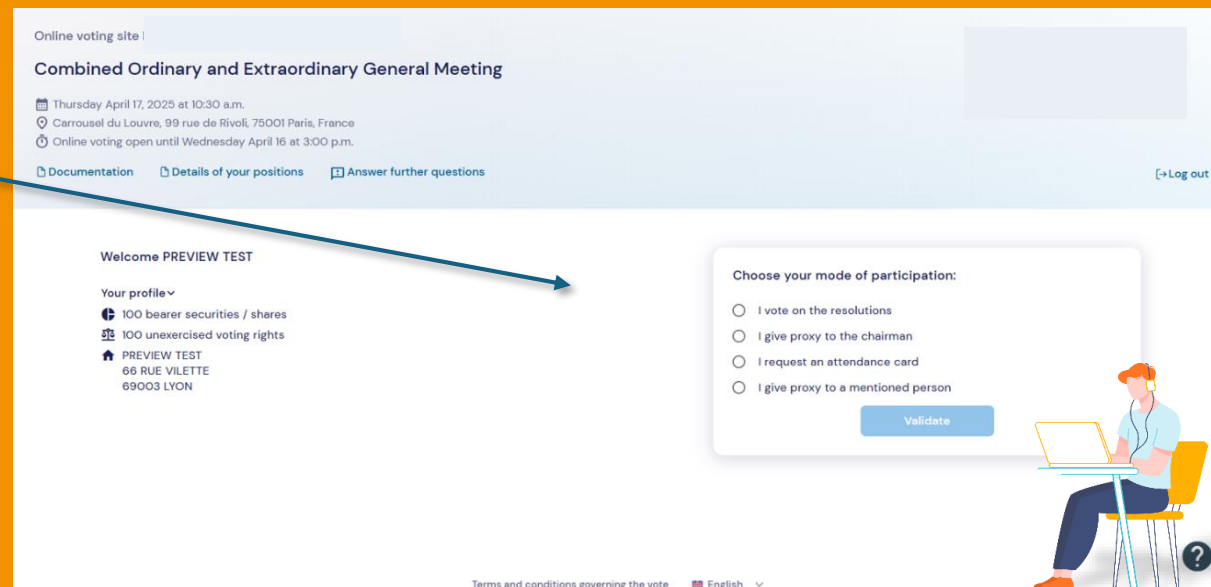 Online voting site
Combined Ordinary and Extraordinary General Meeting
Thursday April 17, 2025 at 10:30 a.m.
Carrousel du Louvre, 99 rue de Rivoli, 75001 Paris, France
Online voting open until Wednesday April 16 at 3:00 p.m.
Documentation Details of your positions Answer further questions
Log out
Welcome PREVIEW TEST
Your profile
100 bearer securities / shares
100 unexercised voting rights
PREVIEW TEST
66 RUE VILETTE
69003 LYON
Choose your mode of participation:
I vote on the resolutions
I give proxy to the chairman
I request an attendance card
I give proxy to a mentioned person
Validate
?
Terms and conditions governing the vote English